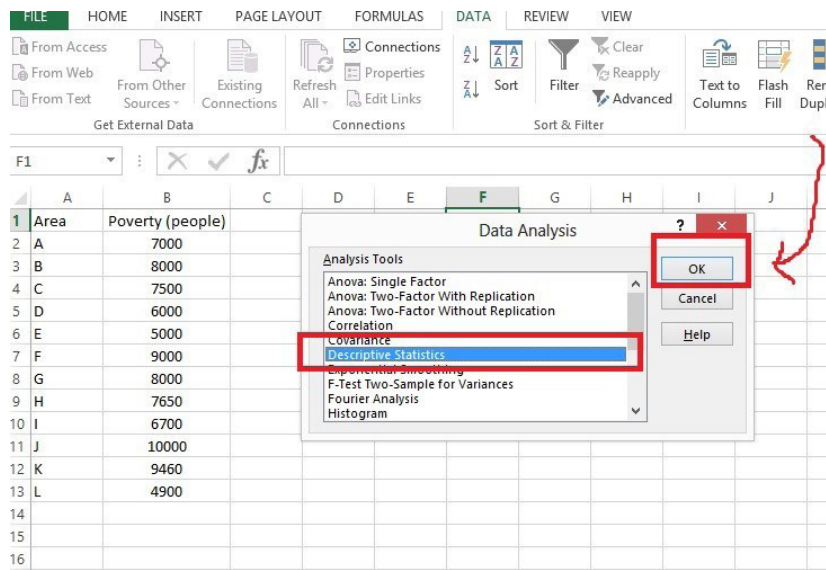 FILE HOME INSERT PAGE LAYOUT FORMULAS DATA REVIEW VIEW
From Access
From Web
From Text
From Other
Sources
Existing
Connections
Get External Data
Refresh
All
Connections
Properties
Edit Links
Connections
A Z
Z A
Z A
A Z
Sort
Filter
Clear
Reapply
Advanced
Sort & Filter
Text to
Columns
Flash
Fill
F1
fx
A B C D E F G H I J
1 Area Poverty (people)
2 A 7000
3 B 8000
4 C 7500
5 D 6000
6 E 5000
7 F 9000
8 G 8000
9 H 7650
10 I 6700
11 J 10000
12 K 9460
13 L 4900
14
15
16
Data Analysis
?
×
Analysis Tools
Anova: Single Factor
Anova: Two-Factor With Replication
Anova: Two-Factor Without Replication
Correlation
Covariance
Descriptive Statistics
Exponential Smoothing
F-Test Two-Sample for Variances
Fourier Analysis
Histogram
OK
Cancel
Help